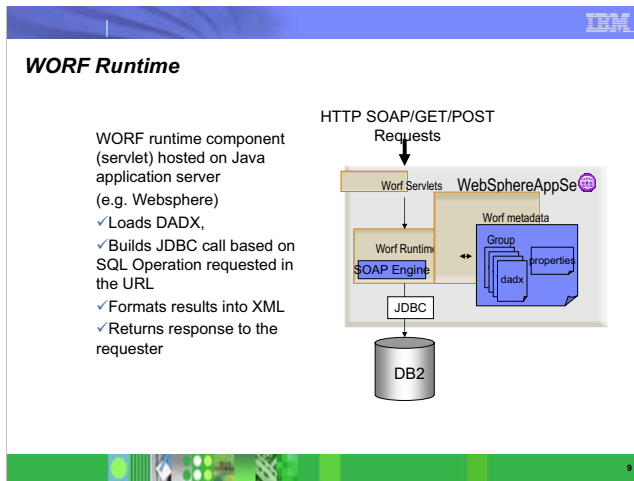 IBM
WORF Runtime
WORF runtime component
(servlet) hosted on Java
application server
(e.g. Websphere)
✓Loads DADX,
✓Builds JDBC call based on
SQL Operation requested in
the URL
✓Formats results into XML
✓Returns response to the
requester
HTTP SOAP/GET/POST
Requests
Worf Servlets
WebSphereAppSe
Worf metadata
Worf Runtime
SOAP Engine
Group
properties
dadx
JDBC
DB2
9